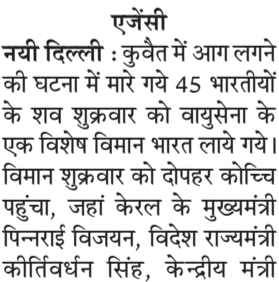 एजेंसी
नयी दिल्ली : कुवैत में आग लगने
की घटना में मारे गये 45 भारतीयों
के शव शुक्रवार को वायुसेना के
एक विशेष विमान भारत लाये गये।
विमान शुक्रवार को दोपहर कोच्चि
पहुंचा, जहां केरल के मुख्यमंत्री
पिन्नराई विजयन, विदेश राज्यमंत्री
कीर्तिवर्धन सिंह, केन्द्रीय मंत्री